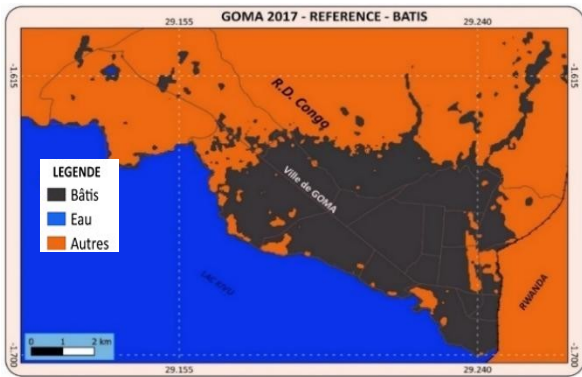 GOMA 2017 - REFERENCE - BATIS
29.155 29.240
-1.615 -1.615
R.D. Congo
LEGENDE
Bâtis
Eau
Autres
Ville de GOMA
LAC KIVU
RWANDA
0 1 2 km
-1.700 -1.700
29.155 29.240